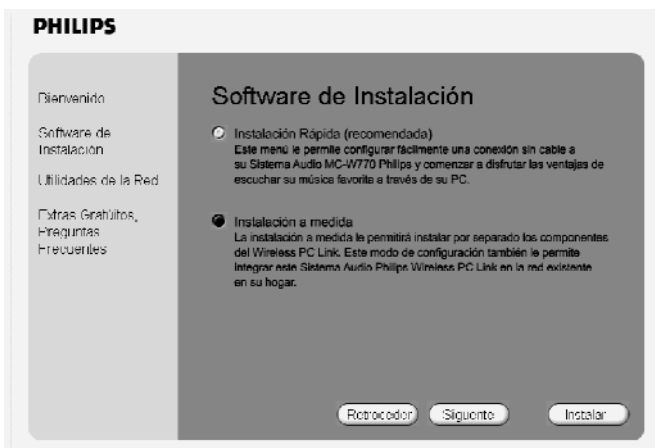 PHILIPS
Bienvenido
Software de
Instalación
Utilidades de la Red
Extras Gratúitos,
Preguntas
Frecuentes
Software de Instalación
Instalación Rápida (recomendada)
Este menú le permite configurar fácilmente una conexión sin cable a
su Sistema Audio MC-W770 Philips y comenzar a disfrutar las ventajas de
escuchar su música favorita a través de su PC.
Instalación a medida
La instalación a medida le permitirá instalar por separado los componentes
del Wireless PC Link. Este modo de configuración también le permite
integrar este Sistema Audio Philips Wireless PC Link en la red existente
en su hogar.
Retroceder
Siguente
Instalar